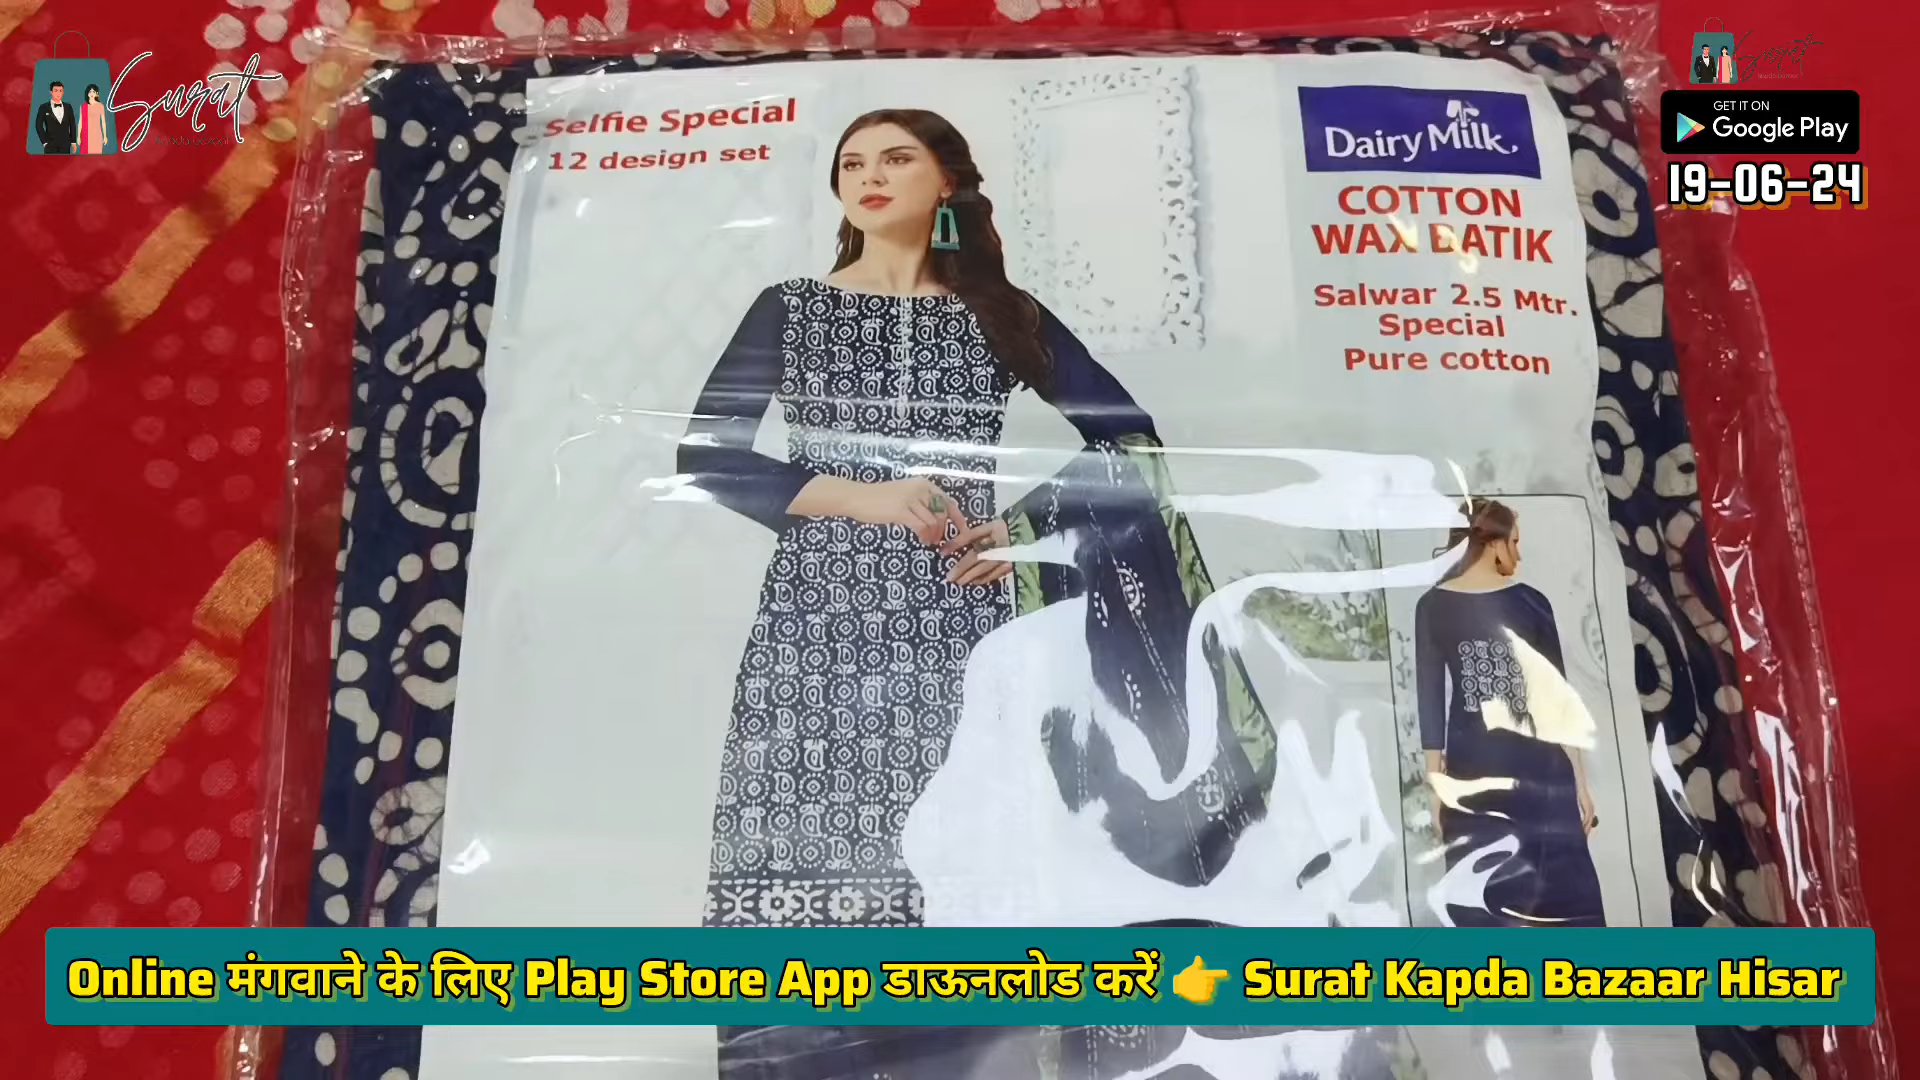 Surat
Selfie Special
12 design set
Dairy Milk
COTTON
WAX BATIK
Salwar 2.5 Mtr.
Special
Pure cotton
Surat
GET IT ON
Google Play
19-06-24
Online मंगवाने के लिए Play Store App डाऊनलोड करें 👉 Surat Kapda Bazaar Hisar